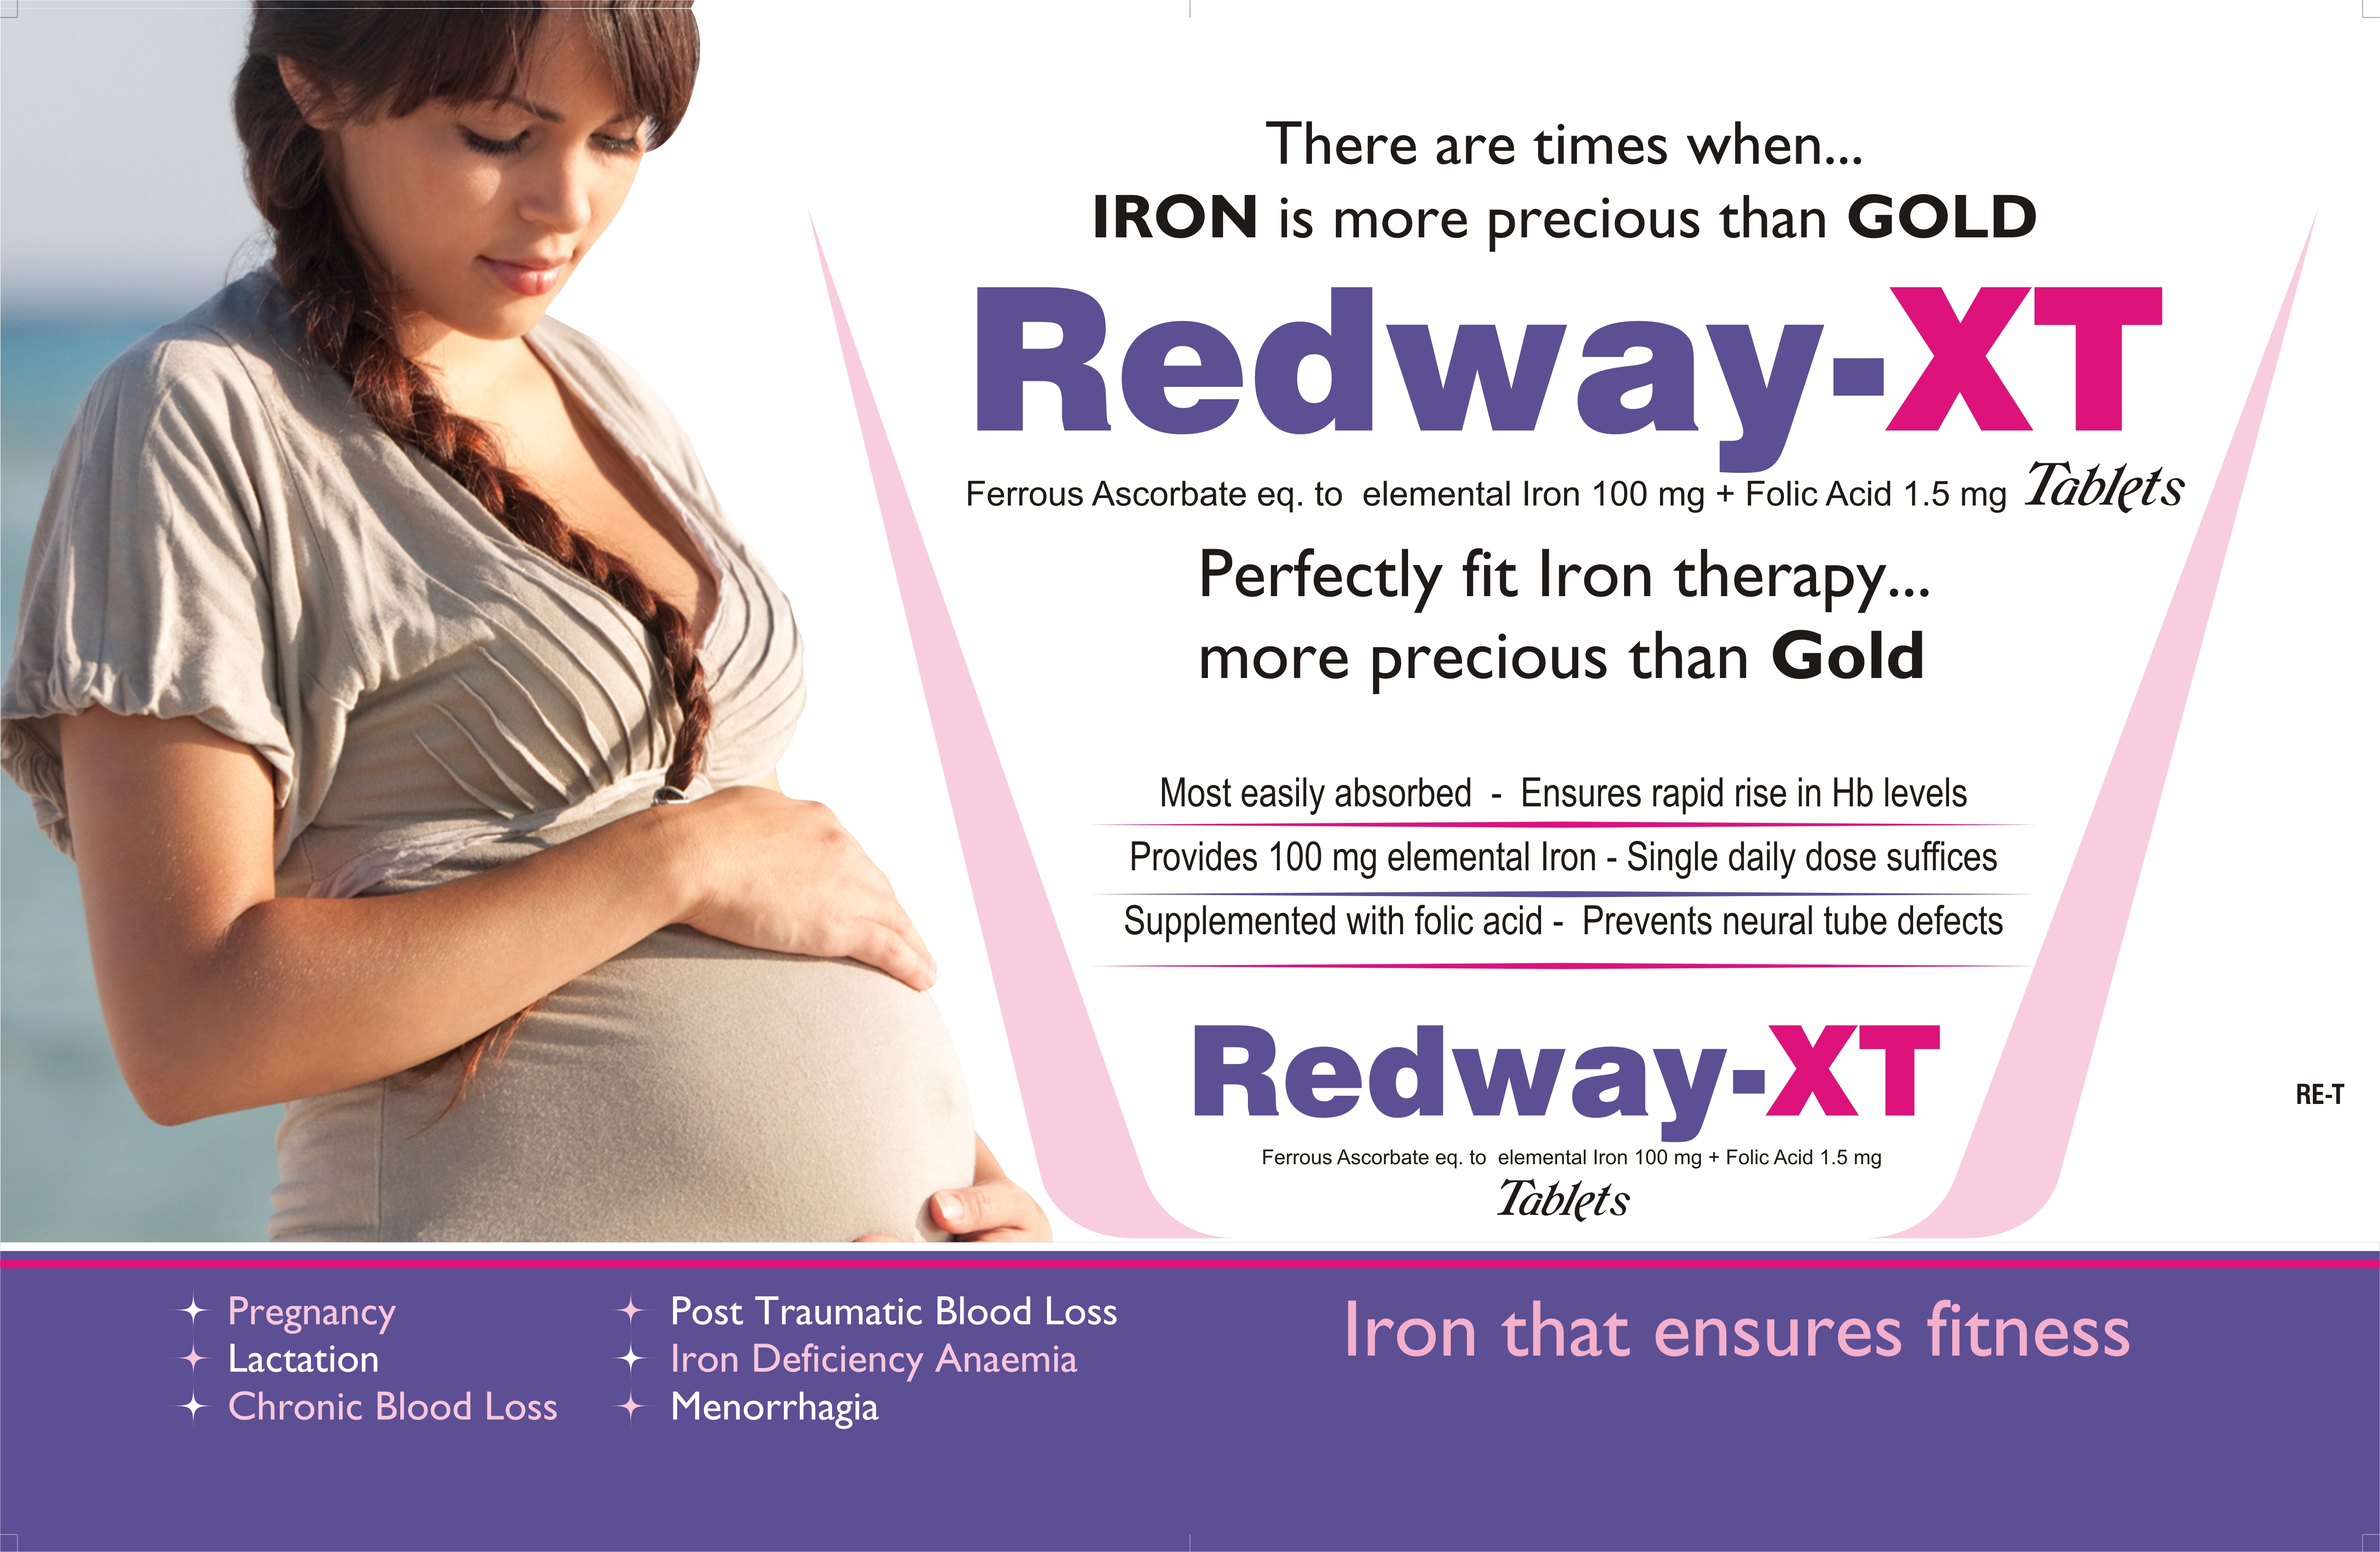 There are times when...
IRON is more precious than GOLD
Redway-XT
Ferrous Ascorbate eq. to elemental Iron 100 mg + Folic Acid 1.5 mg Tablets
Perfectly fit Iron therapy...
more precious than Gold
Most easily absorbed - Ensures rapid rise in Hb levels
Provides 100 mg elemental Iron - Single daily dose suffices
Supplemented with folic acid - Prevents neural tube defects
Redway-XT
RE-T
Ferrous Ascorbate eq. to elemental Iron 100 mg + Folic Acid 1.5 mg
Tablets
Pregnancy
Lactation
Chronic Blood Loss
Post Traumatic Blood Loss
Iron Deficiency Anaemia
Menorrhagia
Iron that ensures fitness